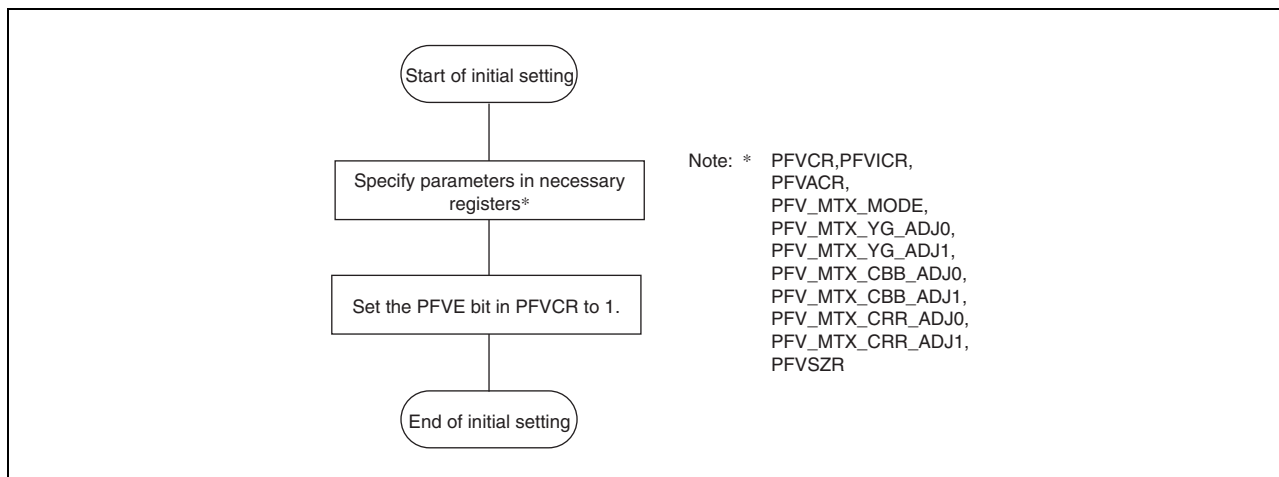 Start of initial setting
Specify parameters in necessary
registers*
Set the PFVE bit in PFVCR to 1.
End of initial setting
Note: * PFVCR,PFVICR,
PFVACR,
PFV_MTX_MODE,
PFV_MTX_YG_ADJ0,
PFV_MTX_YG_ADJ1,
PFV_MTX_CBB_ADJ0,
PFV_MTX_CBB_ADJ1,
PFV_MTX_CRR_ADJ0,
PFV_MTX_CRR_ADJ1,
PFVSZR